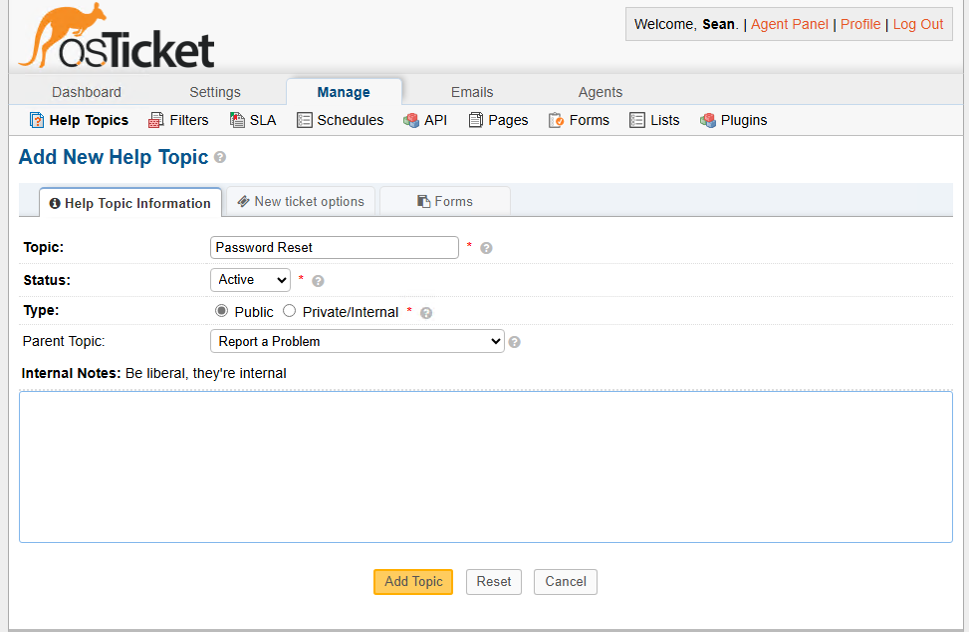 osTicket
Welcome, Sean. | Agent Panel | Profile | Log Out
Dashboard Settings Manage Emails Agents
Help Topics Filters SLA Schedules API Pages Forms Lists Plugins
Add New Help Topic ?
Help Topic Information New ticket options Forms
Topic: Password Reset * ?
Status: Active * ?
Type: Public Private/Internal * ?
Parent Topic: Report a Problem ?
Internal Notes: Be liberal, they're internal
Add Topic Reset Cancel